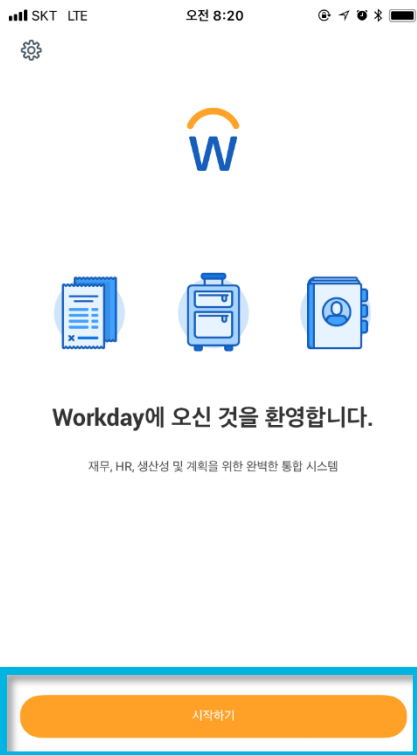 SKT LTE 오전 8:20
W
Workday에 오신 것을 환영합니다.
재무, HR, 생산성 및 계획을 위한 완벽한 통합 시스템
시작하기